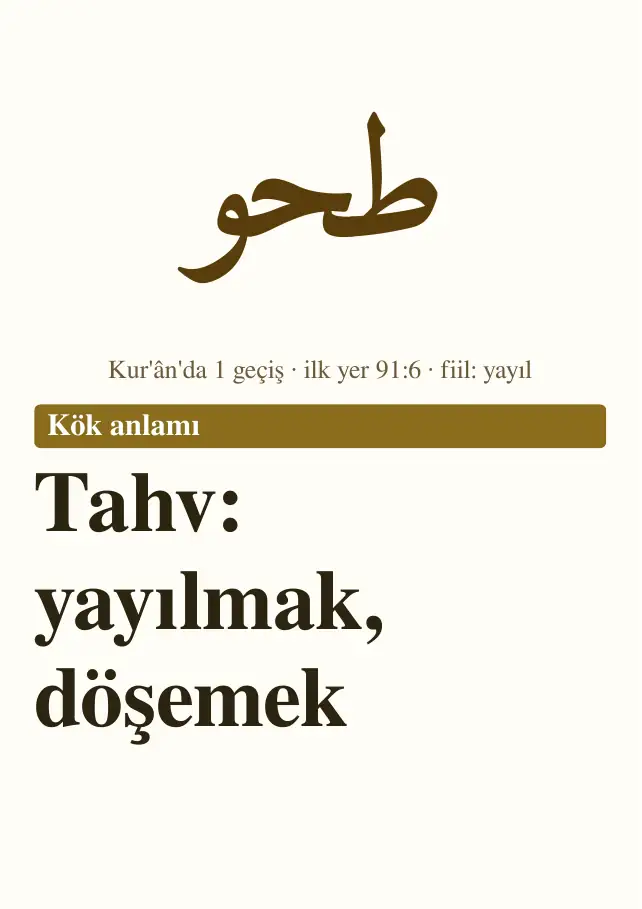 طحو
Kur'ân'da 1 geçiş · ilk yer 91:6 · fiil: yayıl
Kök anlamı
Tahv:
yayılmak,
döşemek